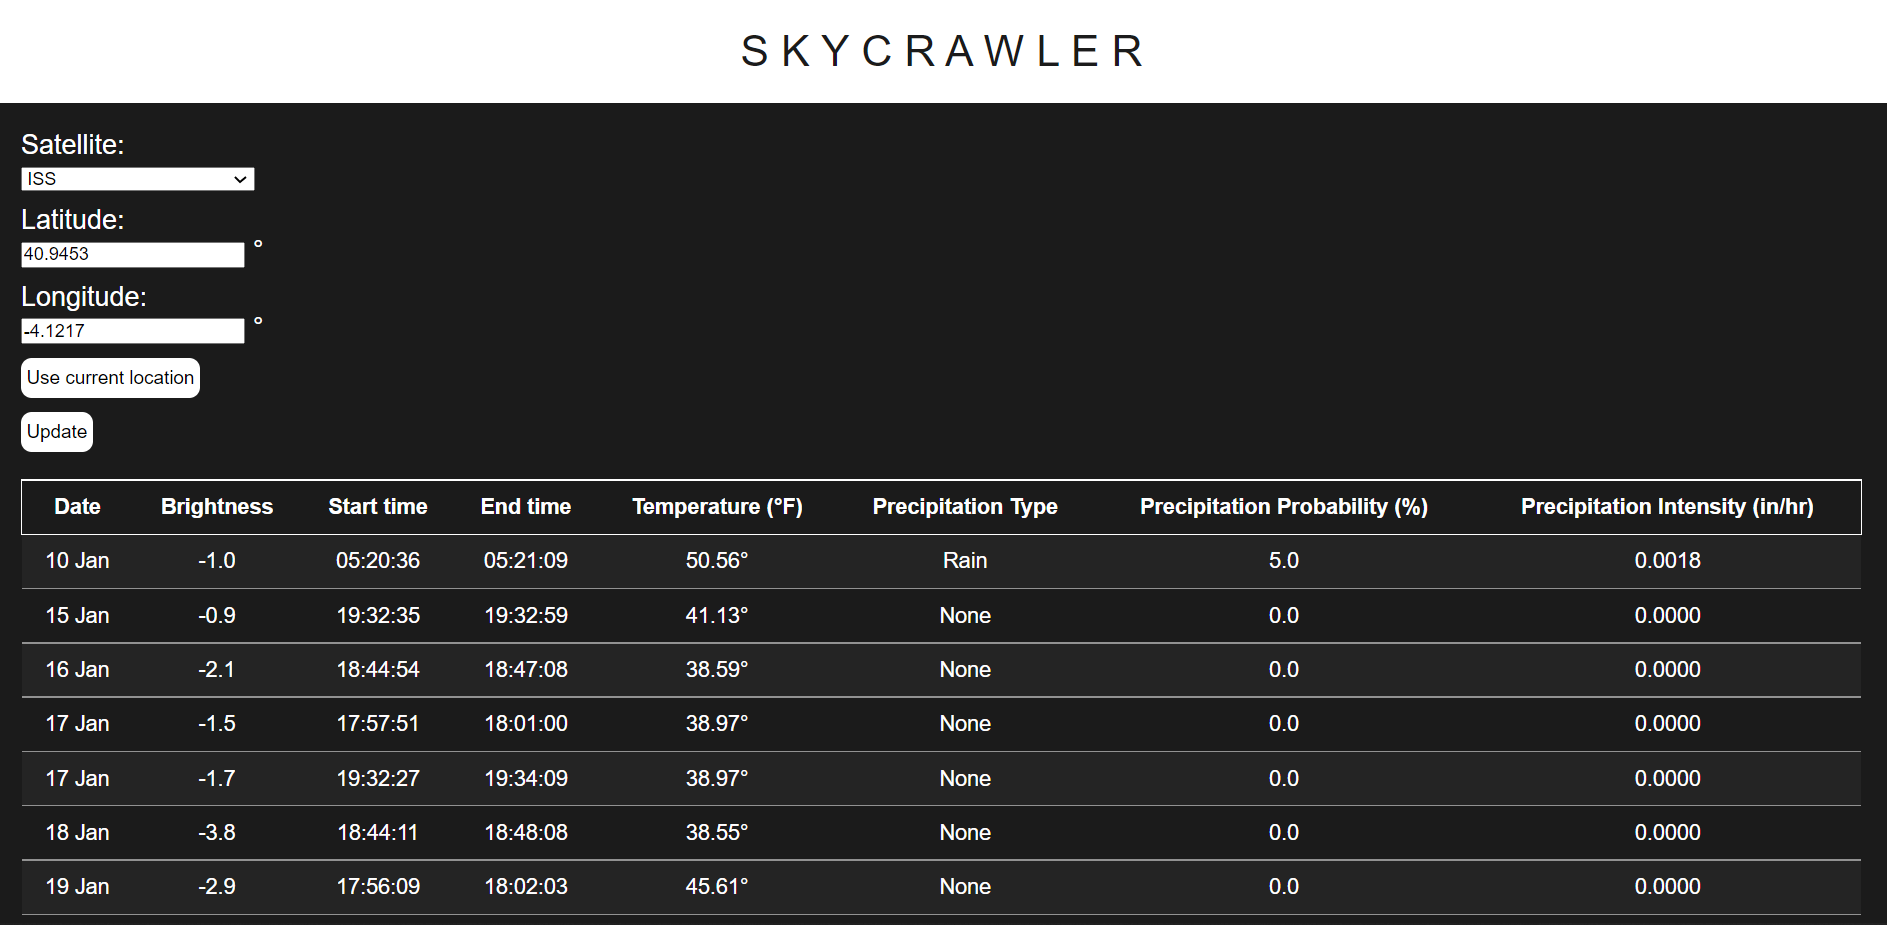 SKYCRAWLER
Satellite:
ISS
Latitude:
40.9453 °
Longitude:
-4.1217 °
Use current location
Update
Date Brightness Start time End time Temperature (°F) Precipitation Type Precipitation Probability (%) Precipitation Intensity (in/hr)
10 Jan -1.0 05:20:36 05:21:09 50.56° Rain 5.0 0.0018
15 Jan -0.9 19:32:35 19:32:59 41.13° None 0.0 0.0000
16 Jan -2.1 18:44:54 18:47:08 38.59° None 0.0 0.0000
17 Jan -1.5 17:57:51 18:01:00 38.97° None 0.0 0.0000
17 Jan -1.7 19:32:27 19:34:09 38.97° None 0.0 0.0000
18 Jan -3.8 18:44:11 18:48:08 38.55° None 0.0 0.0000
19 Jan -2.9 17:56:09 18:02:03 45.61° None 0.0 0.0000